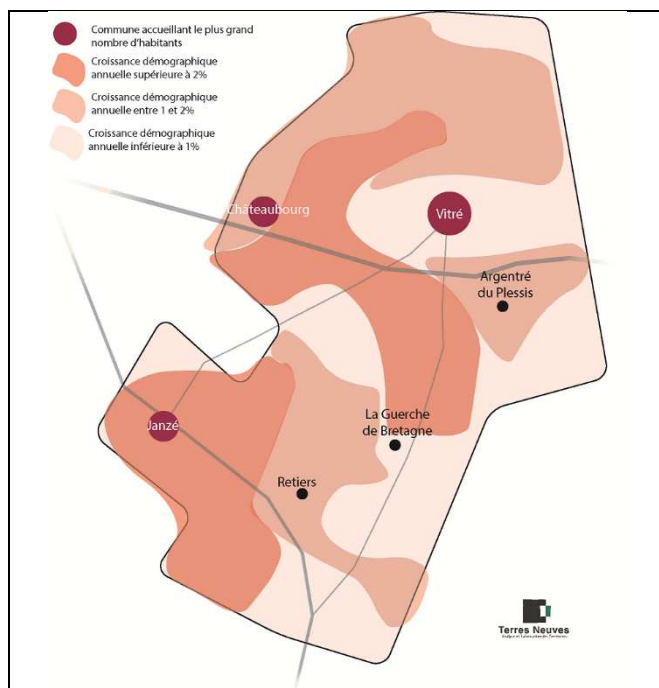 Commune accueillant le plus grand
nombre d'habitants
Croissance démographique
annuelle supérieure à 2%
Croissance démographique
annuelle entre 1 et 2%
Croissance démographique
annuelle inférieure à 1%
Châteaubourg
Vitré
Argentré
du Plessis
La Guerche
de Bretagne
Janzé
Retiers
Terres Neuves